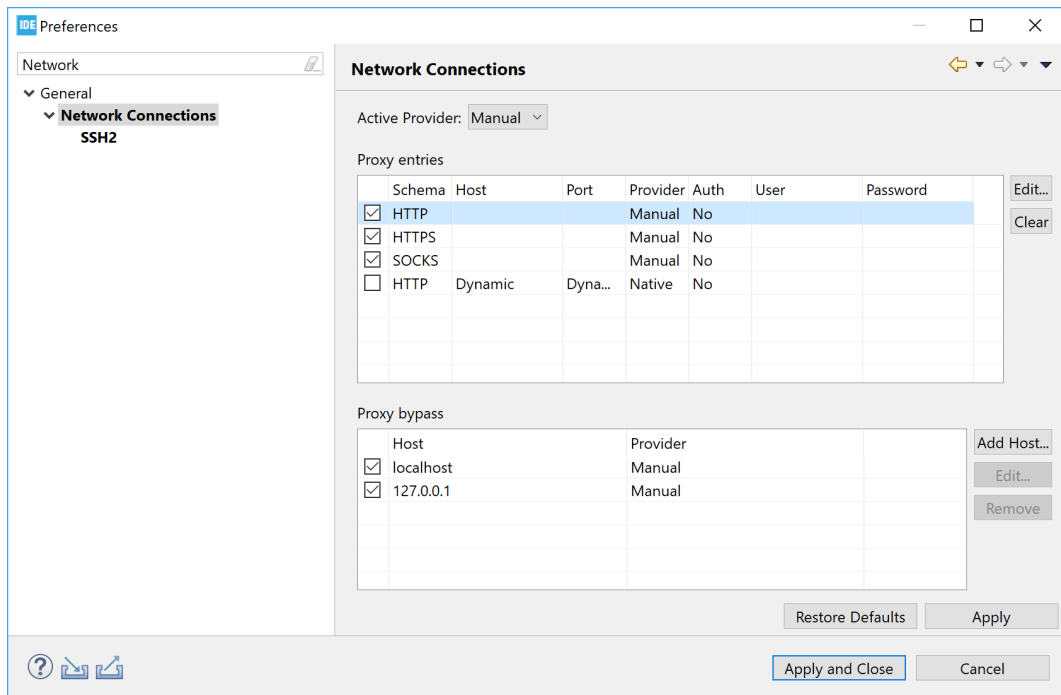 IDE Preferences
Network
General
Network Connections
SSH2
Network Connections
Active Provider: Manual
Proxy entries
Schema Host Port Provider Auth User Password
HTTP Manual No
HTTPS Manual No
SOCKS Manual No
HTTP Dynamic Dyna... Native No
Edit...
Clear
Proxy bypass
Host Provider
localhost Manual
127.0.0.1 Manual
Add Host...
Edit...
Remove
Restore Defaults Apply
? Apply and Close Cancel